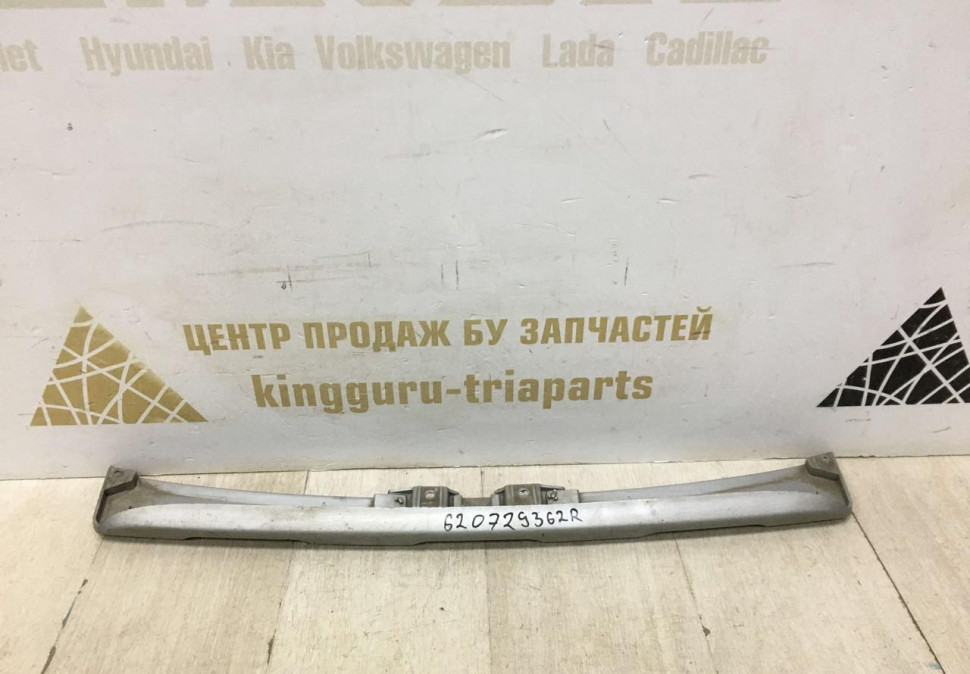 Hyundai Kia Volkswagen Lada Cadillac
ЦЕНТР ПРОДАЖ БУ ЗАПЧАСТЕЙ
kingguru-triaparts
620729362R